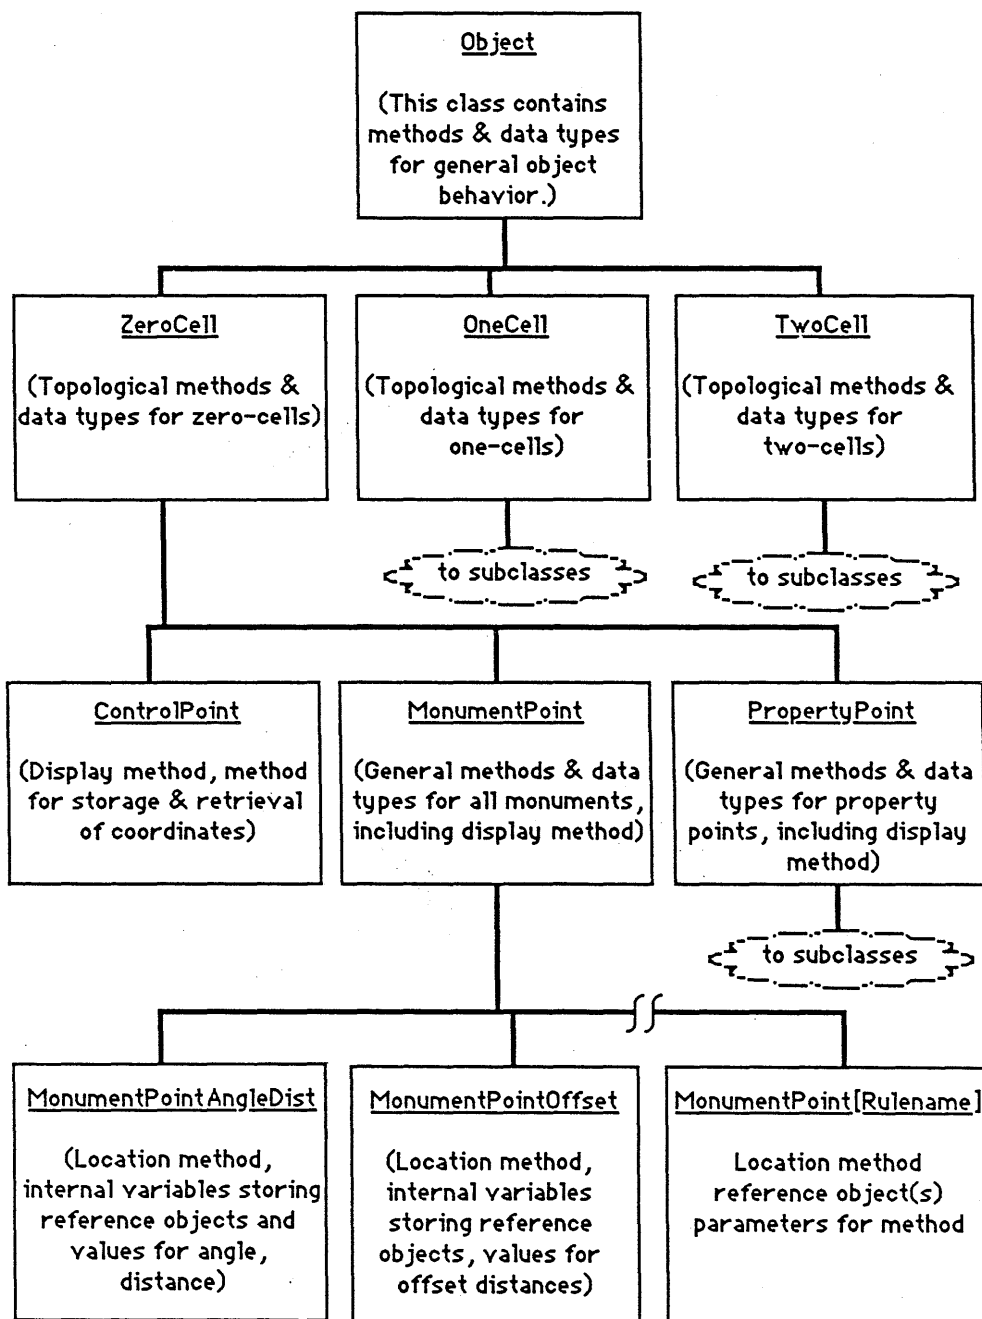 Object
(This class contains
methods & data types
for general object
behavior.)
ZeroCell
(Topological methods &
data types for zero-cells)
OneCell
(Topological methods &
data types for
one-cells)
TwoCell
(Topological methods &
data types for
two-cells)
to subclasses
to subclasses
ControlPoint
(Display method, method
for storage & retrieval
of coordinates)
MonumentPoint
(General methods & data
types for all monuments,
including display method)
PropertyPoint
(General methods & data
types for property
points, including display
method)
to subclasses
MonumentPointAngleDist
(Location method,
internal variables storing
reference objects and
values for angle,
distance)
MonumentPointOffset
(Location method,
internal variables
storing reference
objects, values for
offset distances)
MonumentPoint[Rulename]
Location method
reference object(s)
parameters for method